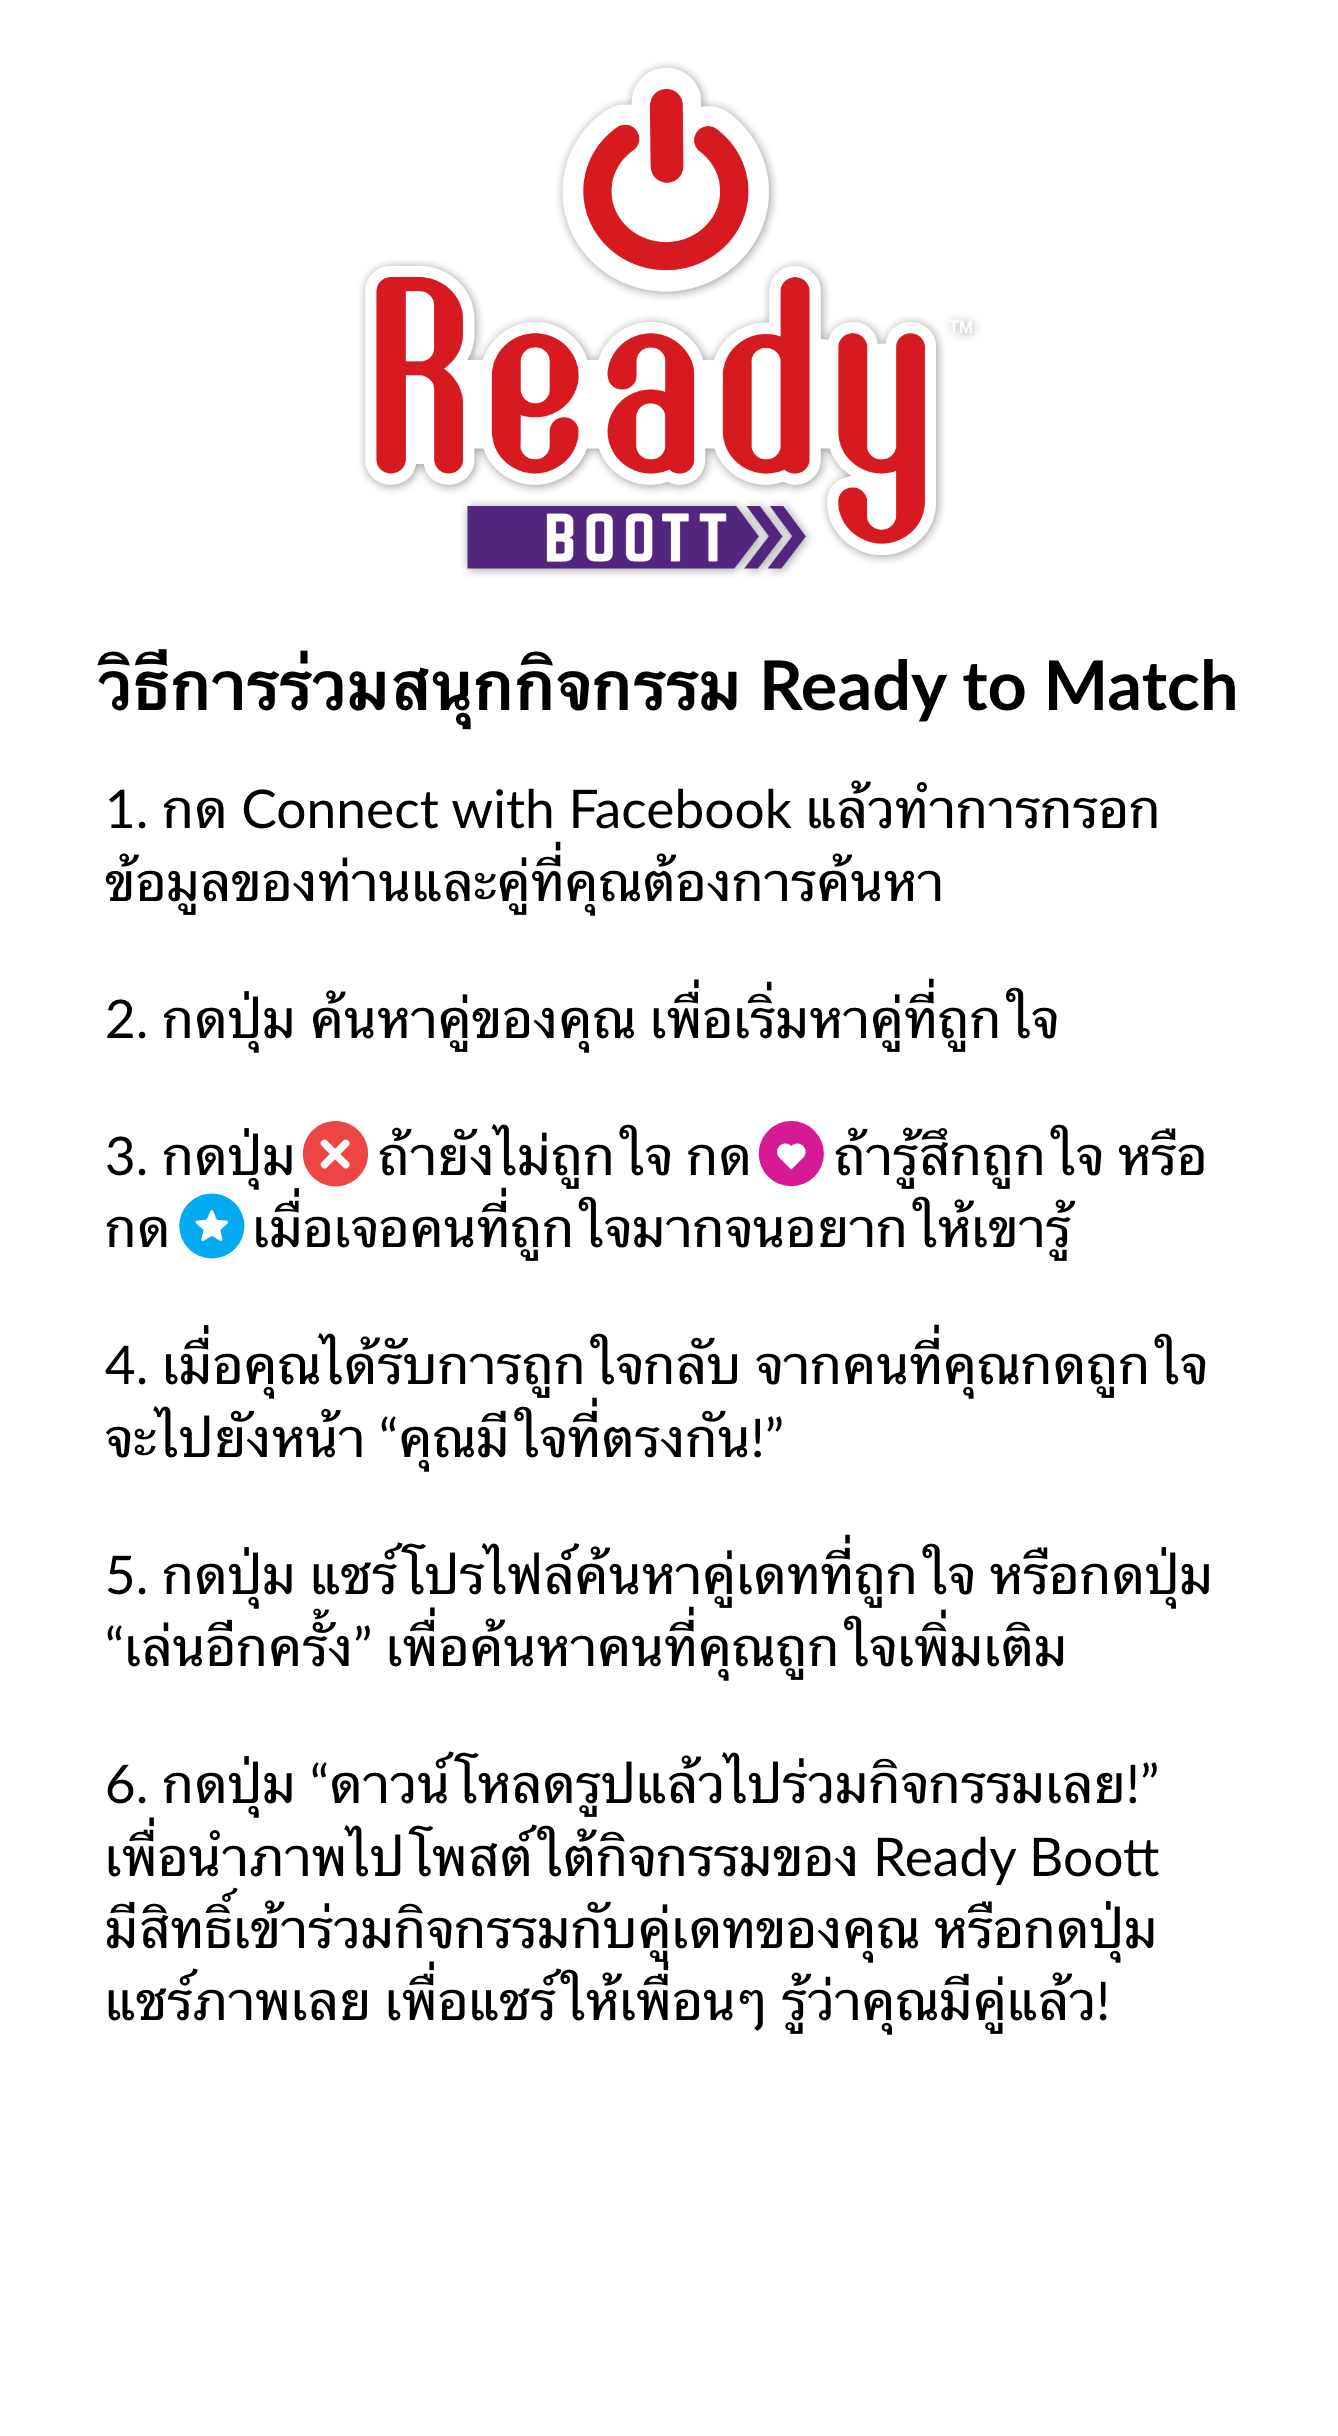 Ready
TM
BOOTT
วิธีการร่วมสนุกกิจกรรม Ready to Match
1. กด Connect with Facebook แล้วทำการกรอก
ข้อมูลของท่านและคู่ที่คุณต้องการค้นหา
2. กดปุ่ม ค้นหาคู่ของคุณ เพื่อเริ่มหาคู่ที่ถูกใจ
3. กดปุ่ม ถ้ายังไม่ถูกใจ กด ถ้ารู้สึกถูกใจ หรือ
กด เมื่อเจอคนที่ถูกใจมากจนอยากให้เขารู้
4. เมื่อคุณได้รับการถูกใจกลับ จากคนที่คุณกดถูกใจ
จะไปยังหน้า “คุณมีใจที่ตรงกัน!”
5. กดปุ่ม แชร์โปรไฟล์ค้นหาคู่เดทที่ถูกใจ หรือกดปุ่ม
“เล่นอีกครั้ง” เพื่อค้นหาคนที่คุณถูกใจเพิ่มเติม
6. กดปุ่ม “ดาวน์โหลดรูปแล้วไปร่วมกิจกรรมเลย!”
เพื่อนำภาพไปโพสต์ใต้กิจกรรมของ Ready Boott
มีสิทธิ์เข้าร่วมกิจกรรมกับคู่เดทของคุณ หรือกดปุ่ม
แชร์ภาพเลย เพื่อแชร์ให้เพื่อนๆ รู้ว่าคุณมีคู่แล้ว!